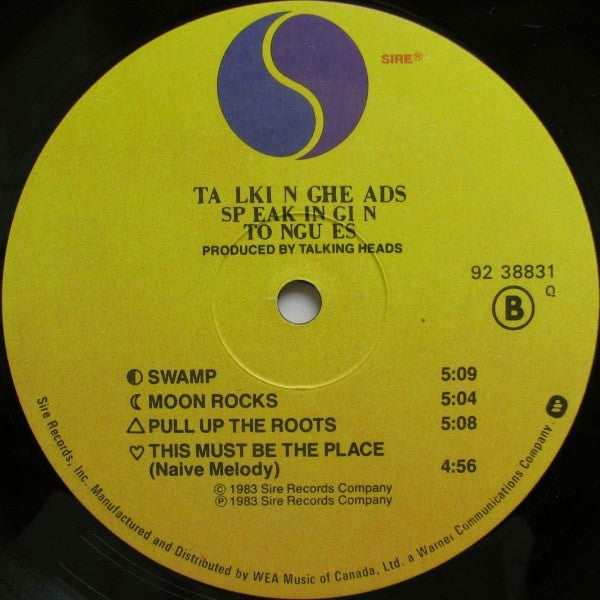 SIRE®
TA LKI N GHE ADS
SP EAK IN GI N
TO NGU ES
PRODUCED BY TALKING HEADS
92 38831
Q
B
SWAMP 5:09
MOON ROCKS 5:04
PULL UP THE ROOTS 5:08
THIS MUST BE THE PLACE
(Naive Melody) 4:56
© 1983 Sire Records Company
℗ 1983 Sire Records Company
Sire Records, Inc. Manufactured and Distributed by WEA Music of Canada, Ltd. a Warner Communications Company.